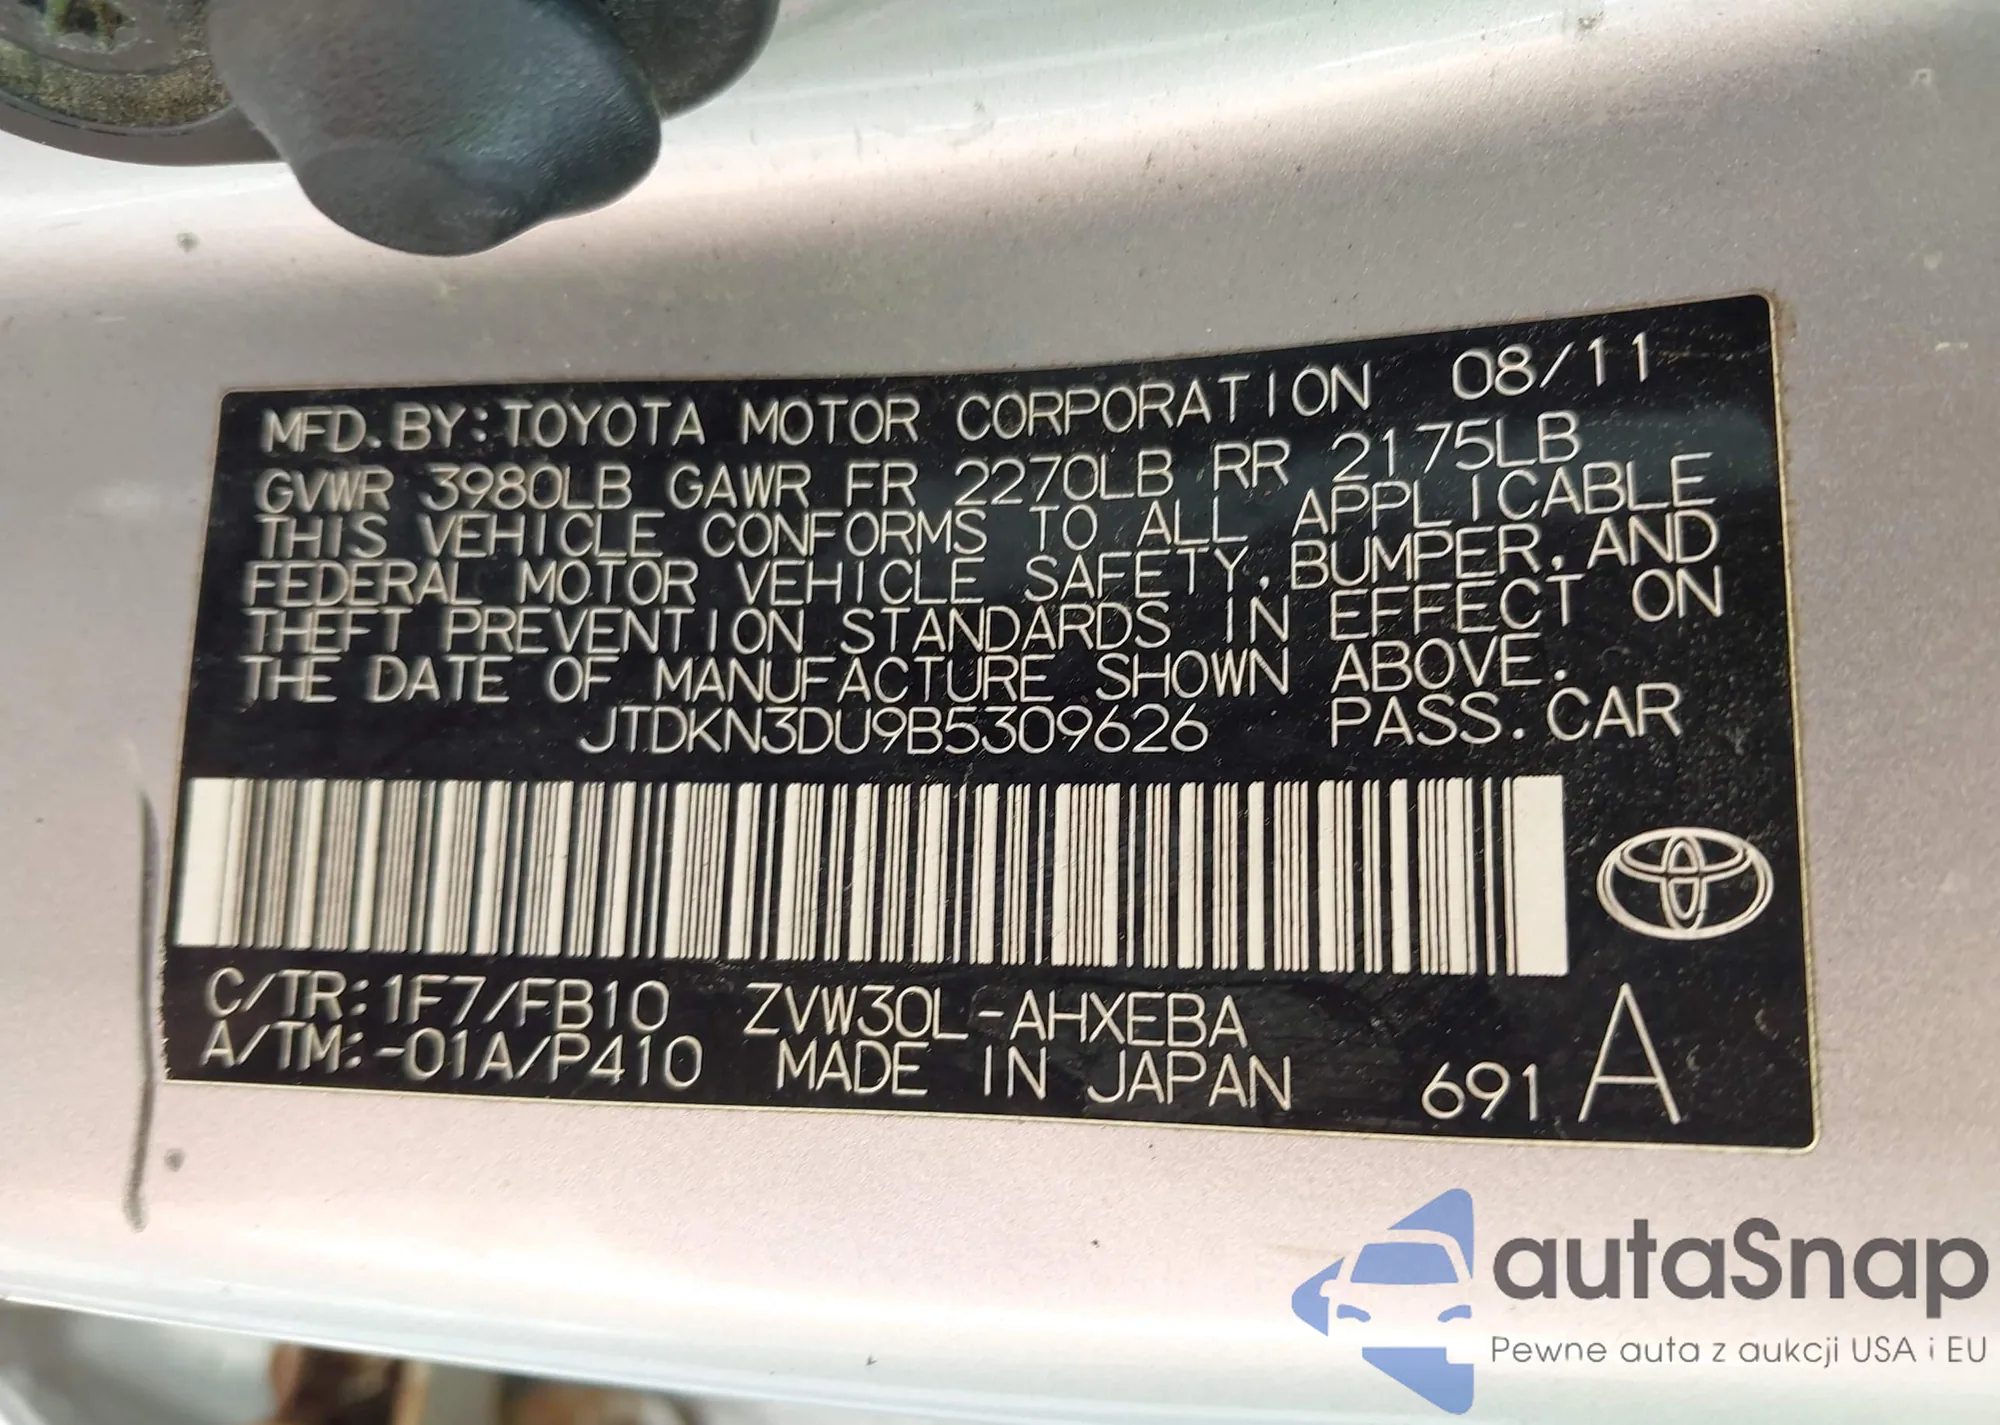 MFD. BY: TOYOTA MOTOR CORPORATION 08/11
GVWR 3980LB GAWR FR 2270LB RR 2175LB
THIS VEHICLE CONFORMS TO ALL APPLICABLE
FEDERAL MOTOR VEHICLE SAFETY, BUMPER, AND
THEFT PREVENTION STANDARDS IN EFFECT ON
THE DATE OF MANUFACTURE SHOWN ABOVE.
JTDKN3DU9B5309626 PASS. CAR
C/TR: 1F7/FB10 ZVW30L-AHXEBA
A/TM: -01A/P410 MADE IN JAPAN 691 A
autaSnap
Pewne auta z aukcji USA i EU